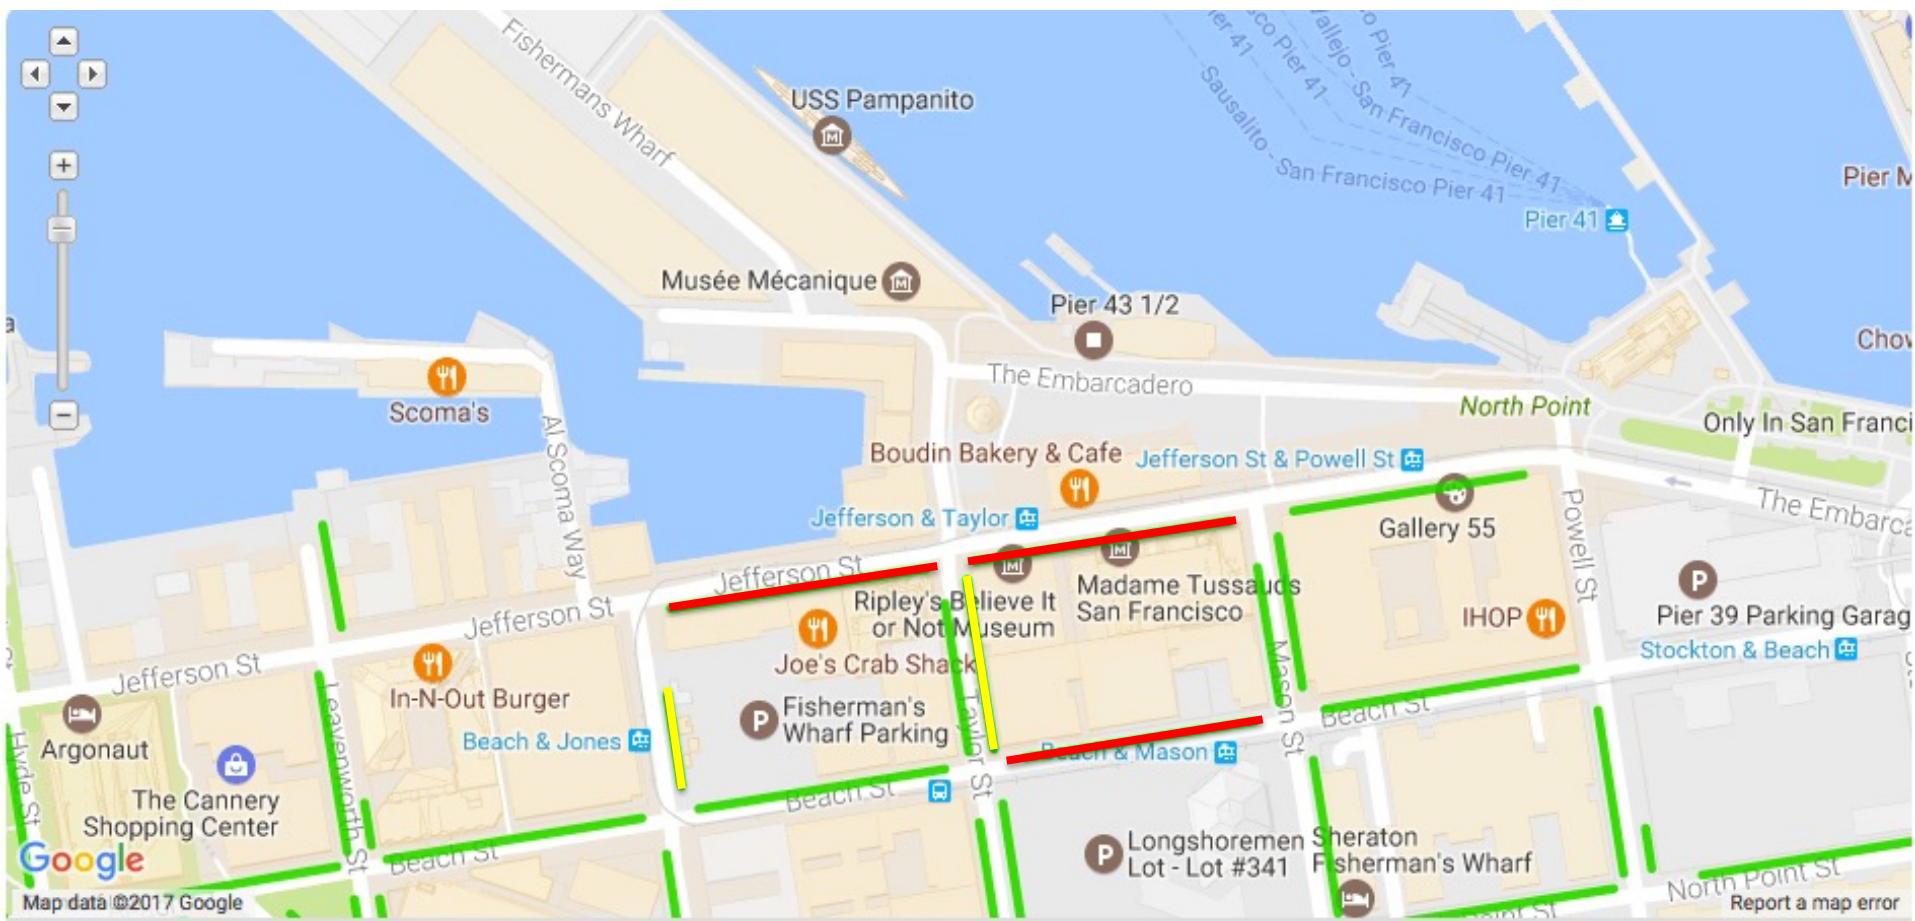 Fishermans Wharf
USS Pampanito
Sausalito - San Francisco Pier 41
Vallejo - San Francisco Pier 41
Pier 41
Pier 41
Pier 41
Pier 41
Pier M
Musée Mécanique
Pier 43 1/2
Chow
The Embarcadero
North Point
Scoma's
Only In San Franci
Al Scoma Way
Boudin Bakery & Cafe
Jefferson St & Powell St
Jefferson & Taylor
Gallery 55
Powell St
The Embarca
Jefferson St
Madame Tussauds
San Francisco
Ripley's Believe It
or Not Museum
IHOP
Pier 39 Parking Garag
Jefferson St
Joe's Crab Shack
Stockton & Beach
Jefferson St
In-N-Out Burger
Fisherman's
Wharf Parking
Mason St
Beach St
Taylor St
Argonaut
Beach & Jones
Beach & Mason
Hyde St
Leavenworth St
The Cannery
Shopping Center
Beach St
Longshoremen
Lot - Lot #341
Sheraton
Fisherman's Wharf
Beach St
Google
North Point St
Map data ©2017 Google
Report a map error